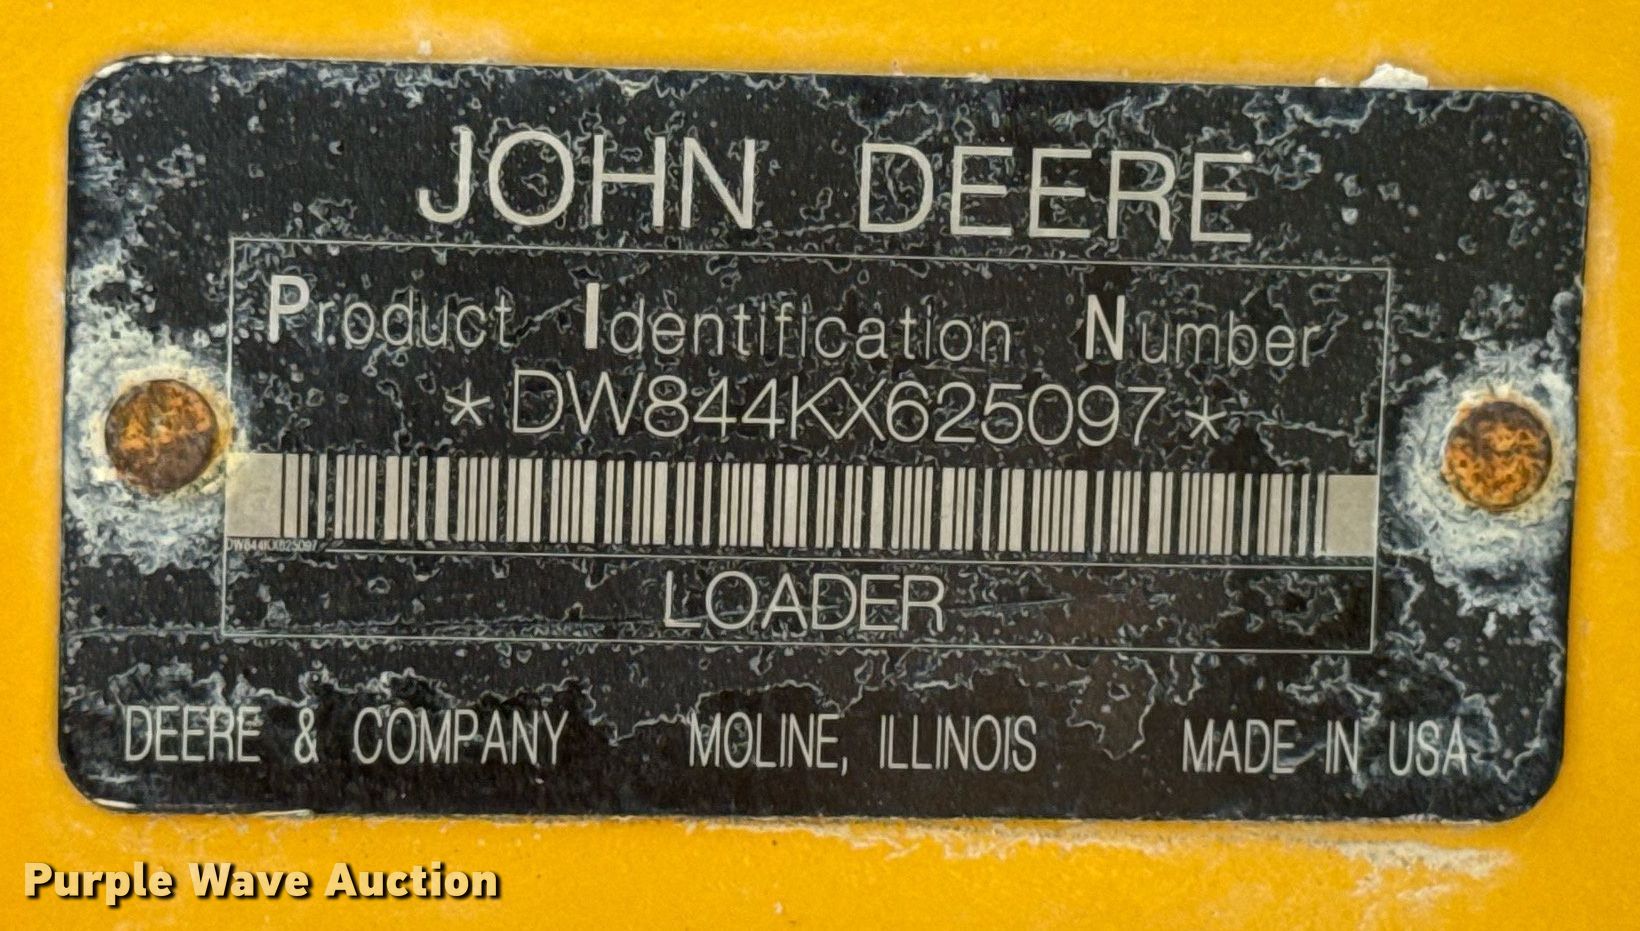 JOHN DEERE
Product Identification Number
* DW844KX625097 *
DW844KX625097
LOADER
DEERE & COMPANY MOLINE, ILLINOIS MADE IN USA
Purple Wave Auction